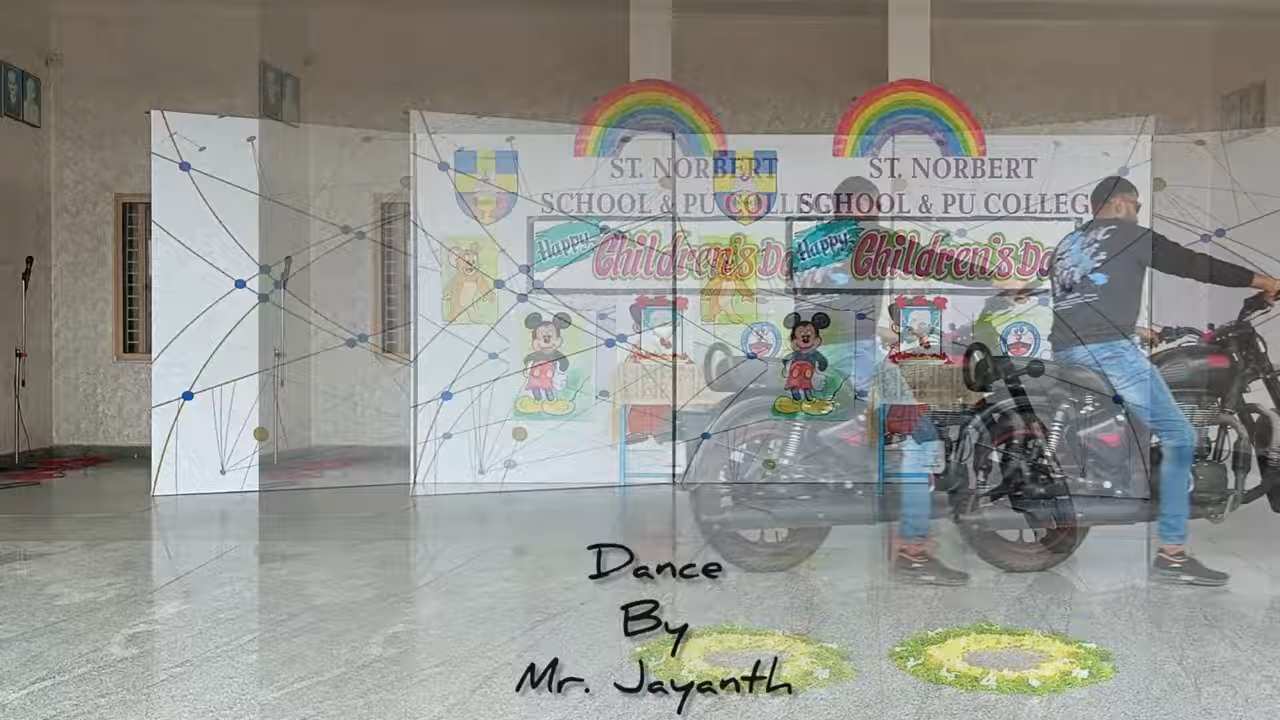 ST. NORBERT
SCHOOL & PU COLLEG
Happy
Children's Da
ST. NORBERT
SCHOOL & PU COLLEG
Happy
Children's Da
Dance
By
Mr. Jayanth